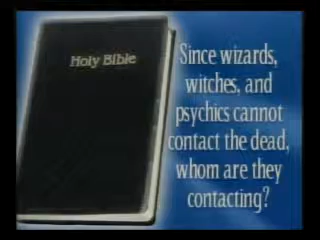 Holy Bible
Since wizards,
witches, and
psychics cannot
contact the dead,
whom are they
contacting?